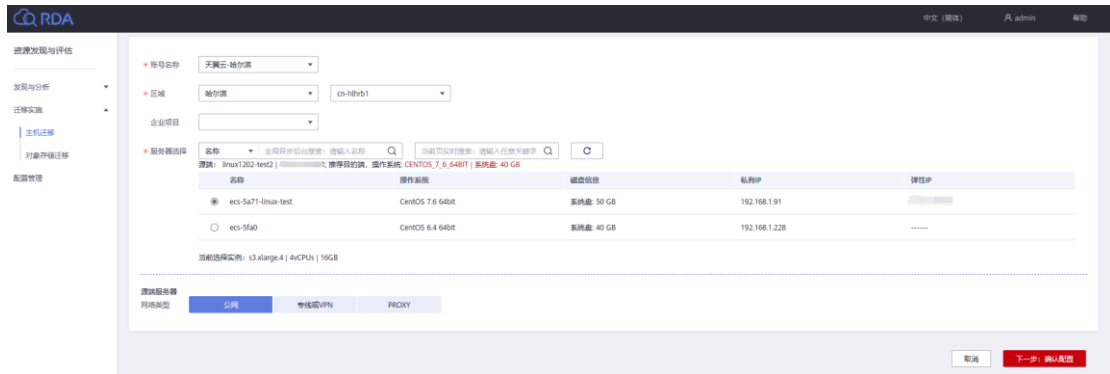 RDA
中文（简体） admin 帮助
资源发现与评估
发现与分析
迁移实施
主机迁移
对象存储迁移
配置管理
* 账号名称 天翼云-哈尔滨
* 区域 哈尔滨 cn-hlhrb1
企业项目
* 服务器选择 名称 全局异步后台搜索：请输入名称 当前页实时搜索：请输入任意关键字
源端： linux1202-test2 | 推荐目的端，操作系统: CENTOS_7_6_64BIT | 系统盘: 40 GB
名称 操作系统 磁盘信息 私有IP 弹性IP
ecs-5a71-linux-test CentOS 7.6 64bit 系统盘: 50 GB 192.168.1.91
ecs-5fa0 CentOS 6.4 64bit 系统盘: 40 GB 192.168.1.228 ------
当前选择实例： s3.xlarge.4 | 4vCPUs | 16GB
源端服务器
网络类型 公网 专线或VPN PROXY
取消 下一步：确认配置